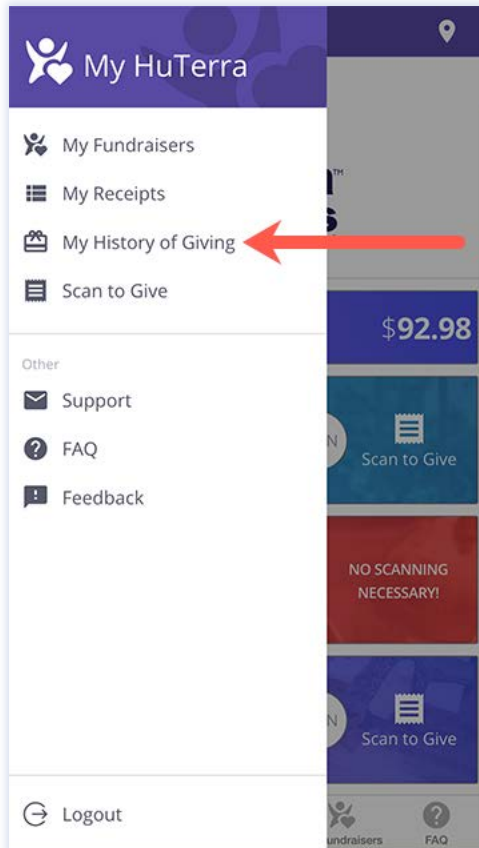 My HuTerra
My Fundraisers
My Receipts
My History of Giving
Scan to Give
Other
Support
FAQ
Feedback
Logout
TM
$92.98
Scan to Give
NO SCANNING
NECESSARY!
Scan to Give
FAQ